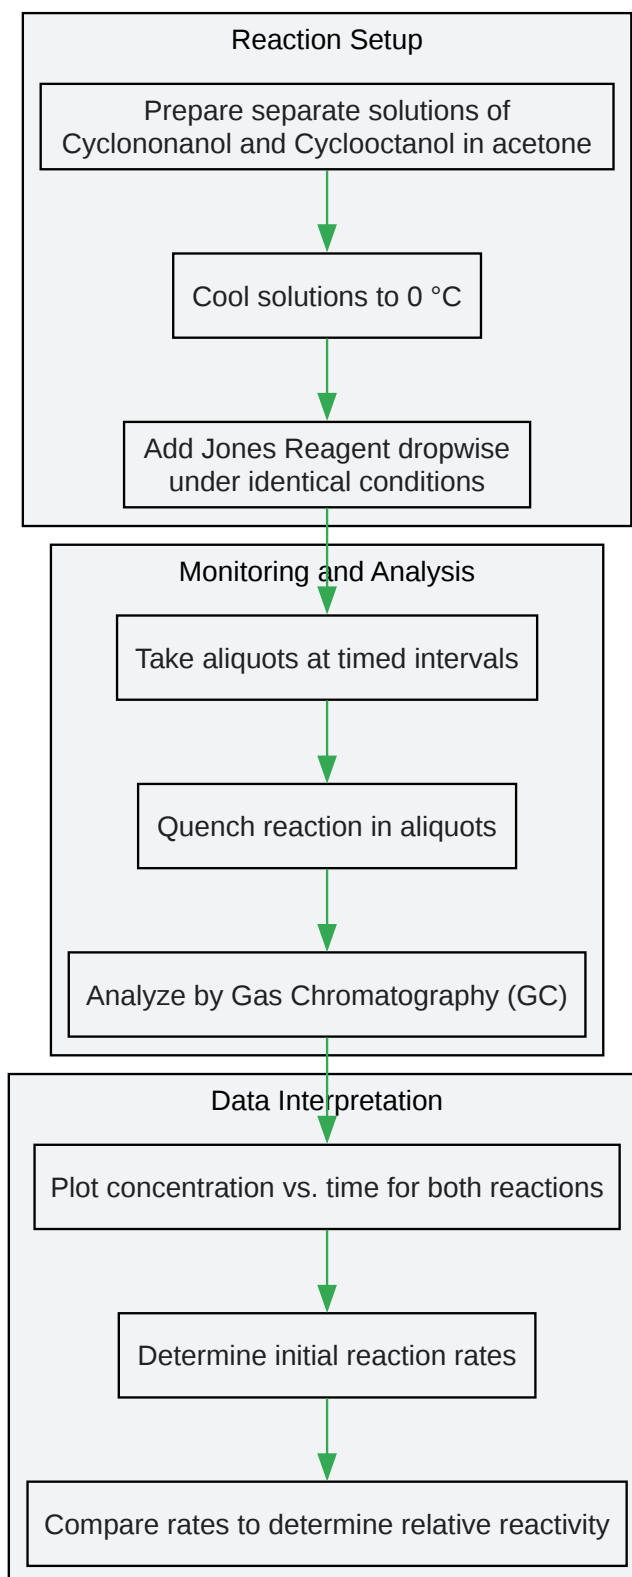 Reaction Setup
Prepare separate solutions of
Cyclononanol and Cyclooctanol in acetone
Cool solutions to 0 °C
Add Jones Reagent dropwise
under identical conditions
Monitoring and Analysis
Take aliquots at timed intervals
Quench reaction in aliquots
Analyze by Gas Chromatography (GC)
Data Interpretation
Plot concentration vs. time for both reactions
Determine initial reaction rates
Compare rates to determine relative reactivity